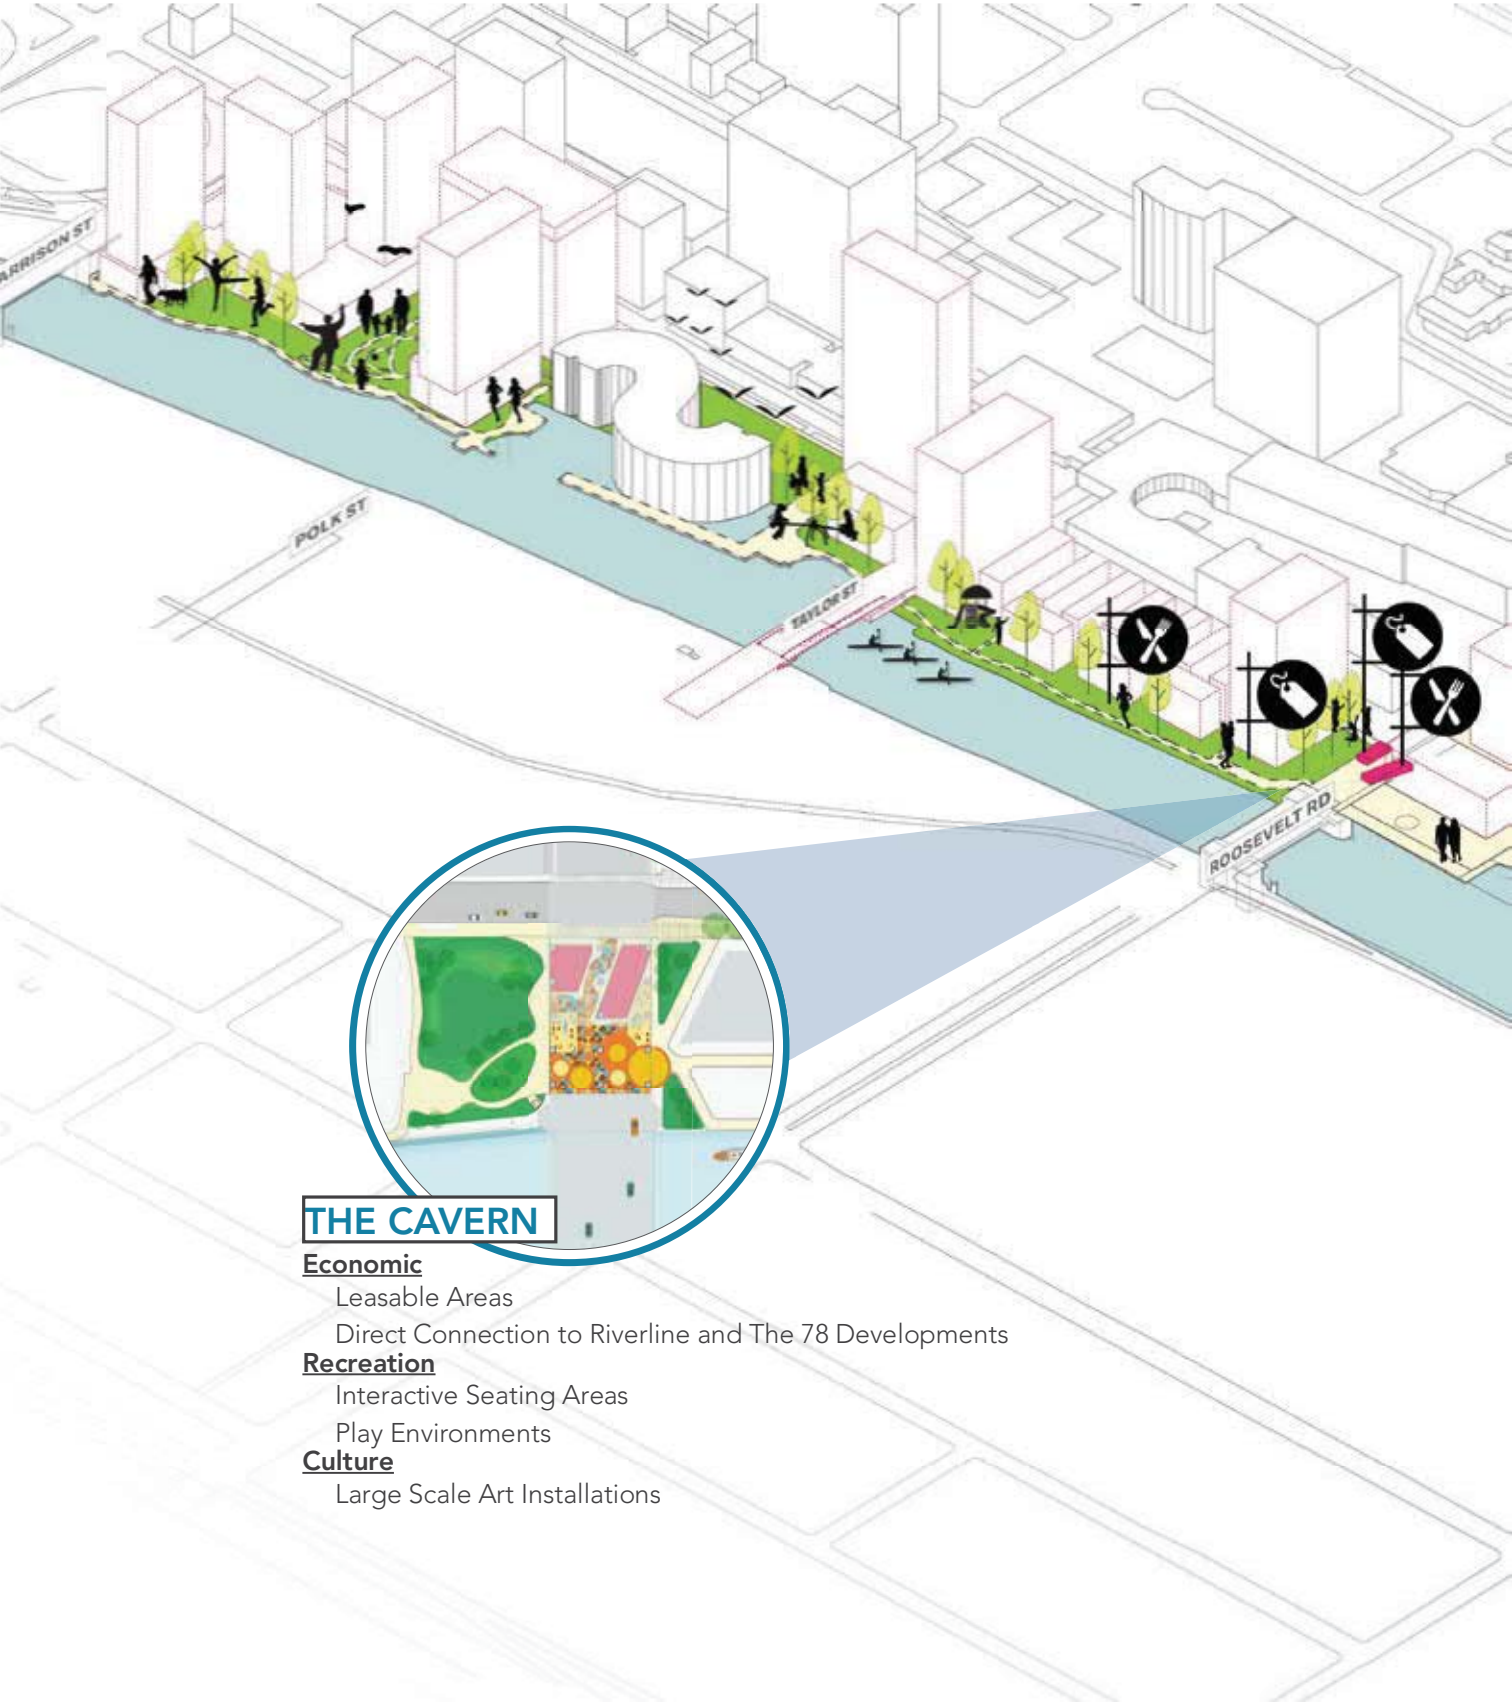 ARRISON ST
POLK ST
TAYLOR ST
ROOSEVELT RD
THE CAVERN
Economic
Leasable Areas
Direct Connection to Riverline and The 78 Developments
Recreation
Interactive Seating Areas
Play Environments
Culture
Large Scale Art Installations